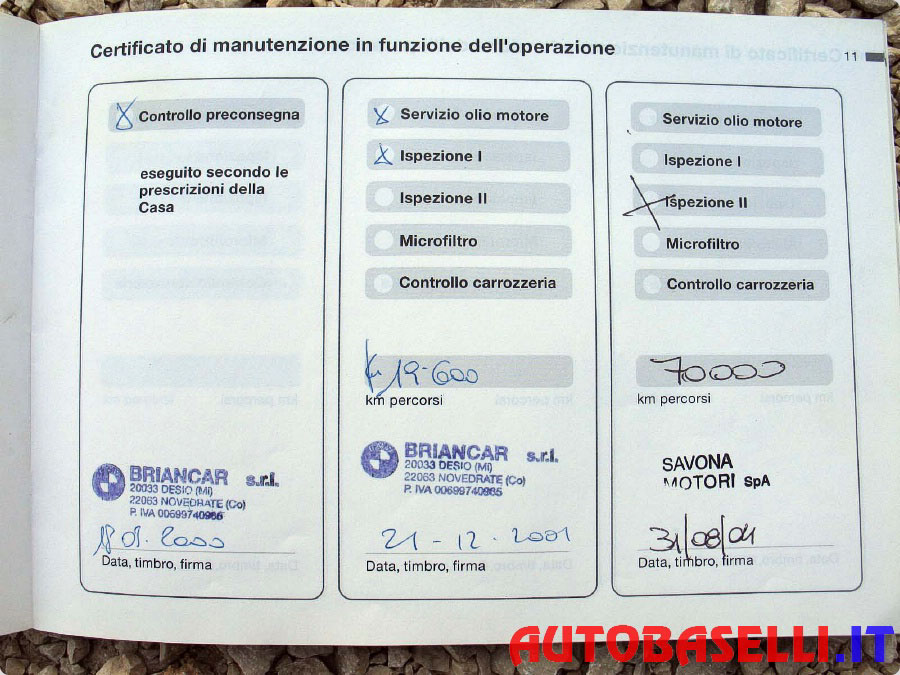 Certificato di manutenzione in funzione dell'operazione
11
Controllo preconsegna
eseguito secondo le
prescrizioni della
Casa
BRIANCAR s.r.l.
20033 DESIO (Mi)
22063 NOVEDRATE (Co)
P. IVA 00699740965
18 01. 2000
Data, timbro, firma
Servizio olio motore
Ispezione I
Ispezione II
Microfiltro
Controllo carrozzeria
19-600
km percorsi
BRIANCAR s.r.l.
20033 DESIO (Mi)
22063 NOVEDRATE (Co)
P. IVA 00699740965
21 - 12 - 2001
Data, timbro, firma
Servizio olio motore
Ispezione I
Ispezione II
Microfiltro
Controllo carrozzeria
70000
km percorsi
SAVONA
MOTORI SpA
31/08/04
Data, timbro, firma
AUTOBASELLI.IT